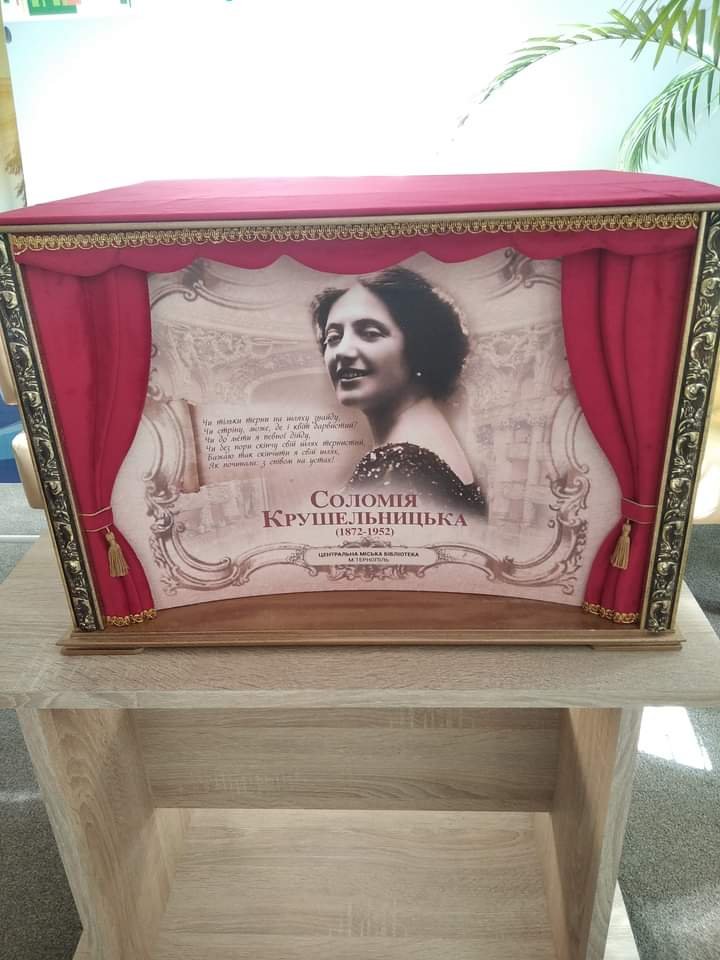 Чи тільки терни на шляху знайду,
Чи стріну, може, де і квіт барвистий?
Чи до мети я певної дійду,
Чи без пори скінчу свій шлях тернистий,
Бажаю так скінчити я свій шлях,
Як починала: з співом на устах!
СОЛОМІЯ
КРУШЕЛЬНИЦЬКА
(1872-1952)
ЦЕНТРАЛЬНА МІСЬКА БІБЛІОТЕКА
М.ТЕРНОПІЛЬ